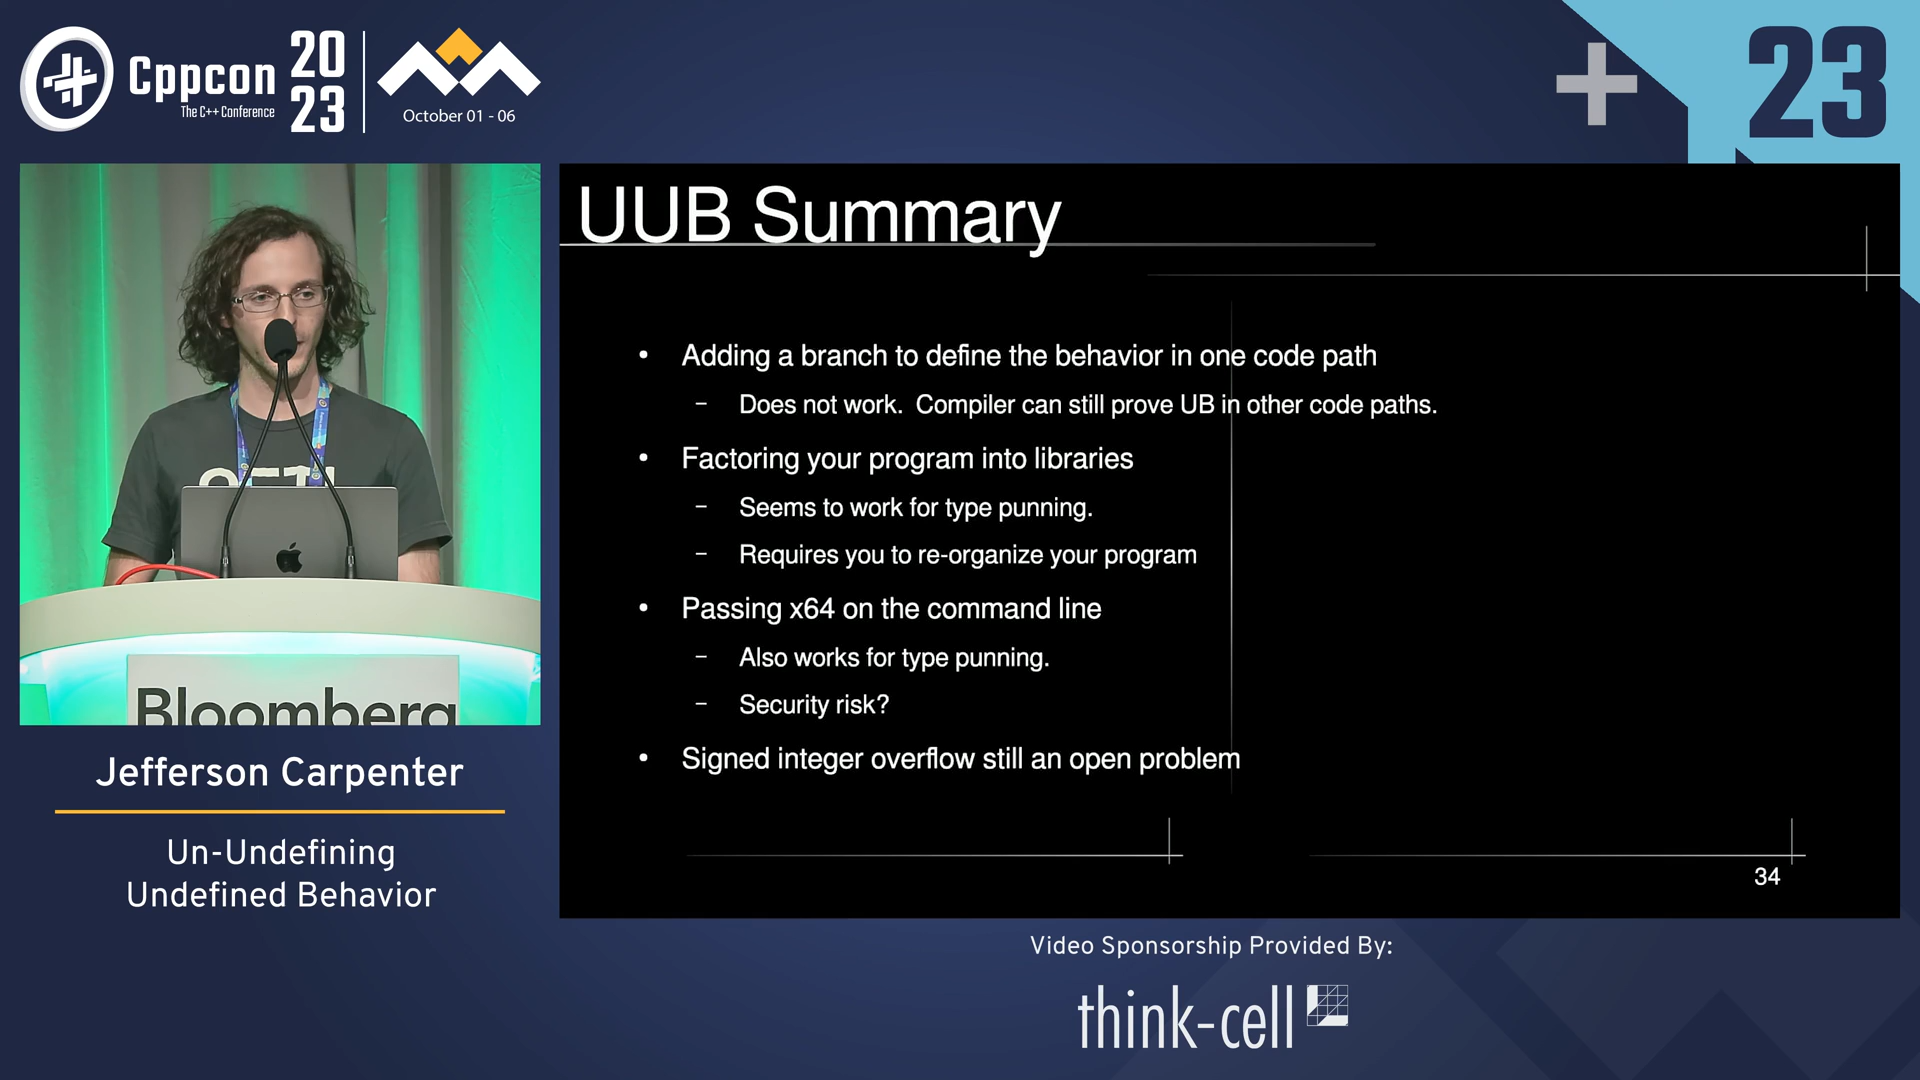 Cppcon
The C++ Conference
20
23
October 01 - 06
+ 23
Bloomberg
Jefferson Carpenter
Un-Undefining
Undefined Behavior
UUB Summary
• Adding a branch to define the behavior in one code path
– Does not work. Compiler can still prove UB in other code paths.
• Factoring your program into libraries
– Seems to work for type punning.
– Requires you to re-organize your program
• Passing x64 on the command line
– Also works for type punning.
– Security risk?
• Signed integer overflow still an open problem
34
Video Sponsorship Provided By:
think-cell